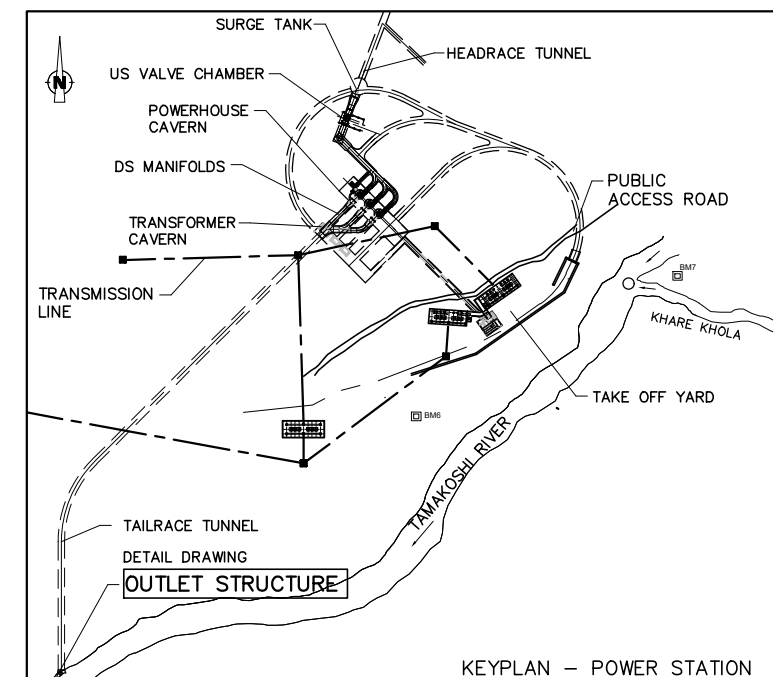 SURGE TANK
HEADRACE TUNNEL
US VALVE CHAMBER
POWERHOUSE
CAVERN
DS MANIFOLDS
PUBLIC
ACCESS ROAD
TRANSFORMER
CAVERN
N
BM7
TRANSMISSION
LINE
KHARE KHOLA
TAKE OFF YARD
BM6
TAMAKOSHI RIVER
TAILRACE TUNNEL
DETAIL DRAWING
OUTLET STRUCTURE
KEYPLAN – POWER STATION